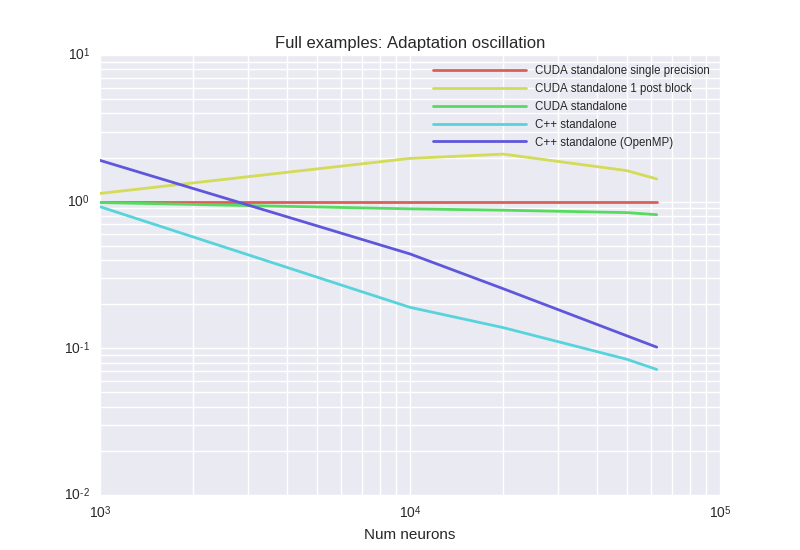 Full examples: Adaptation oscillation
10¹
10⁰
10⁻¹
10⁻²
CUDA standalone single precision
CUDA standalone 1 post block
CUDA standalone
C++ standalone
C++ standalone (OpenMP)
10³ 10⁴ 10⁵
Num neurons